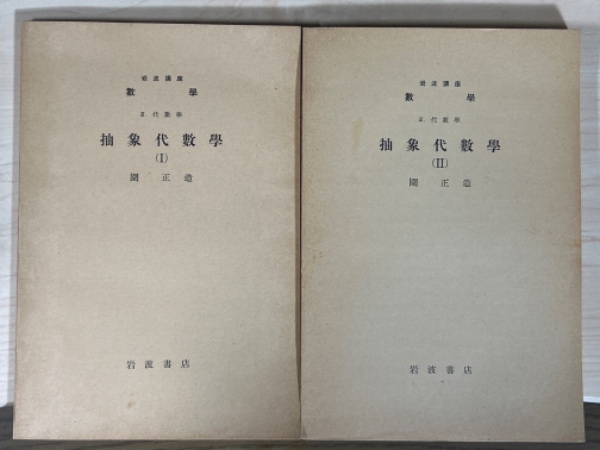 岩波講座
數學
II. 代數學
抽象代數學
(I)
園正造
岩波書店
岩波講座
數學
II. 代數學
抽象代數學
(II)
園正造
岩波書店